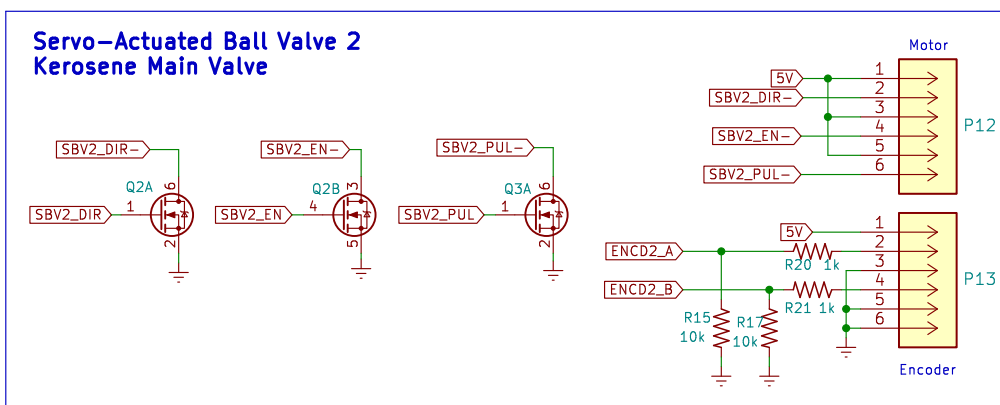 Servo-Actuated Ball Valve 2
Kerosene Main Valve
SBV2_DIR-
Q2A
6
SBV2_DIR
1
2
SBV2_EN-
Q2B
3
SBV2_EN
4
5
SBV2_PUL-
Q3A
6
SBV2_PUL
1
2
Motor
5V
1
SBV2_DIR-
2
3
P12
SBV2_EN-
4
5
SBV2_PUL-
6
5V
1
ENCD2_A
2
R20 1k
3
P13
ENCD2_B
4
R21 1k
5
6
R15
10k
R17
10k
Encoder